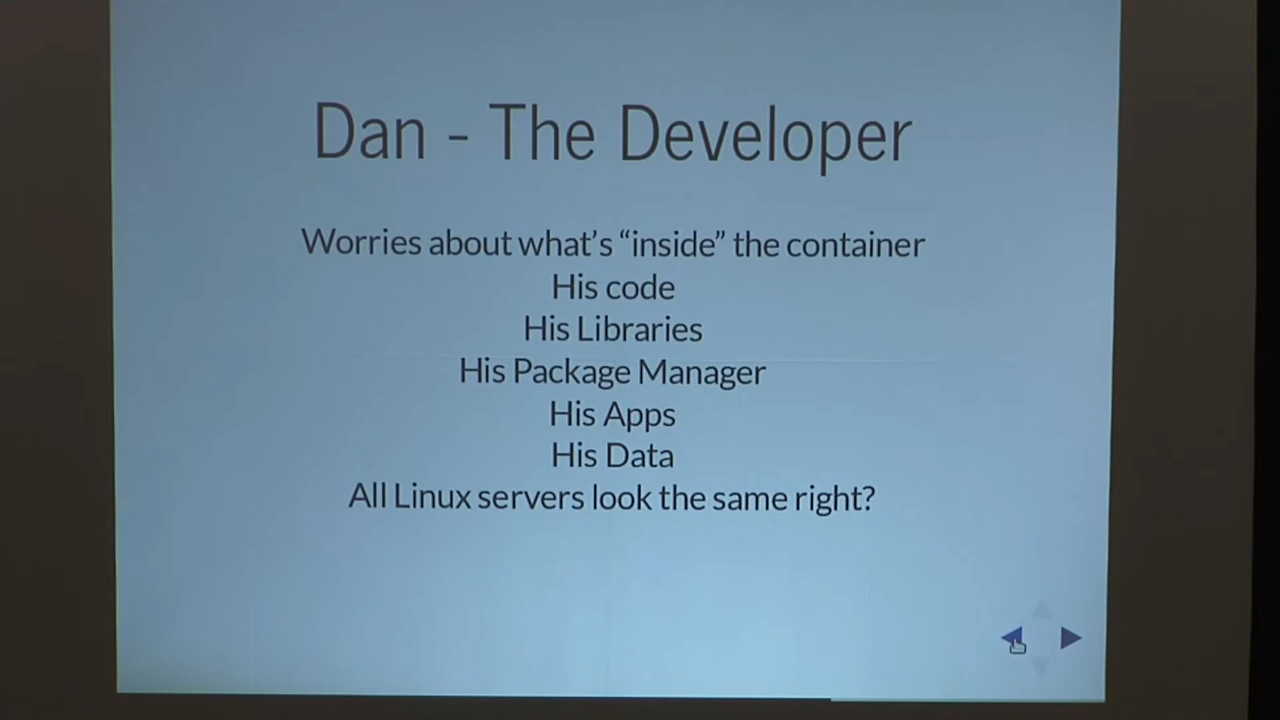 Dan - The Developer
Worries about what’s “inside” the container
His code
His Libraries
His Package Manager
His Apps
His Data
All Linux servers look the same right?